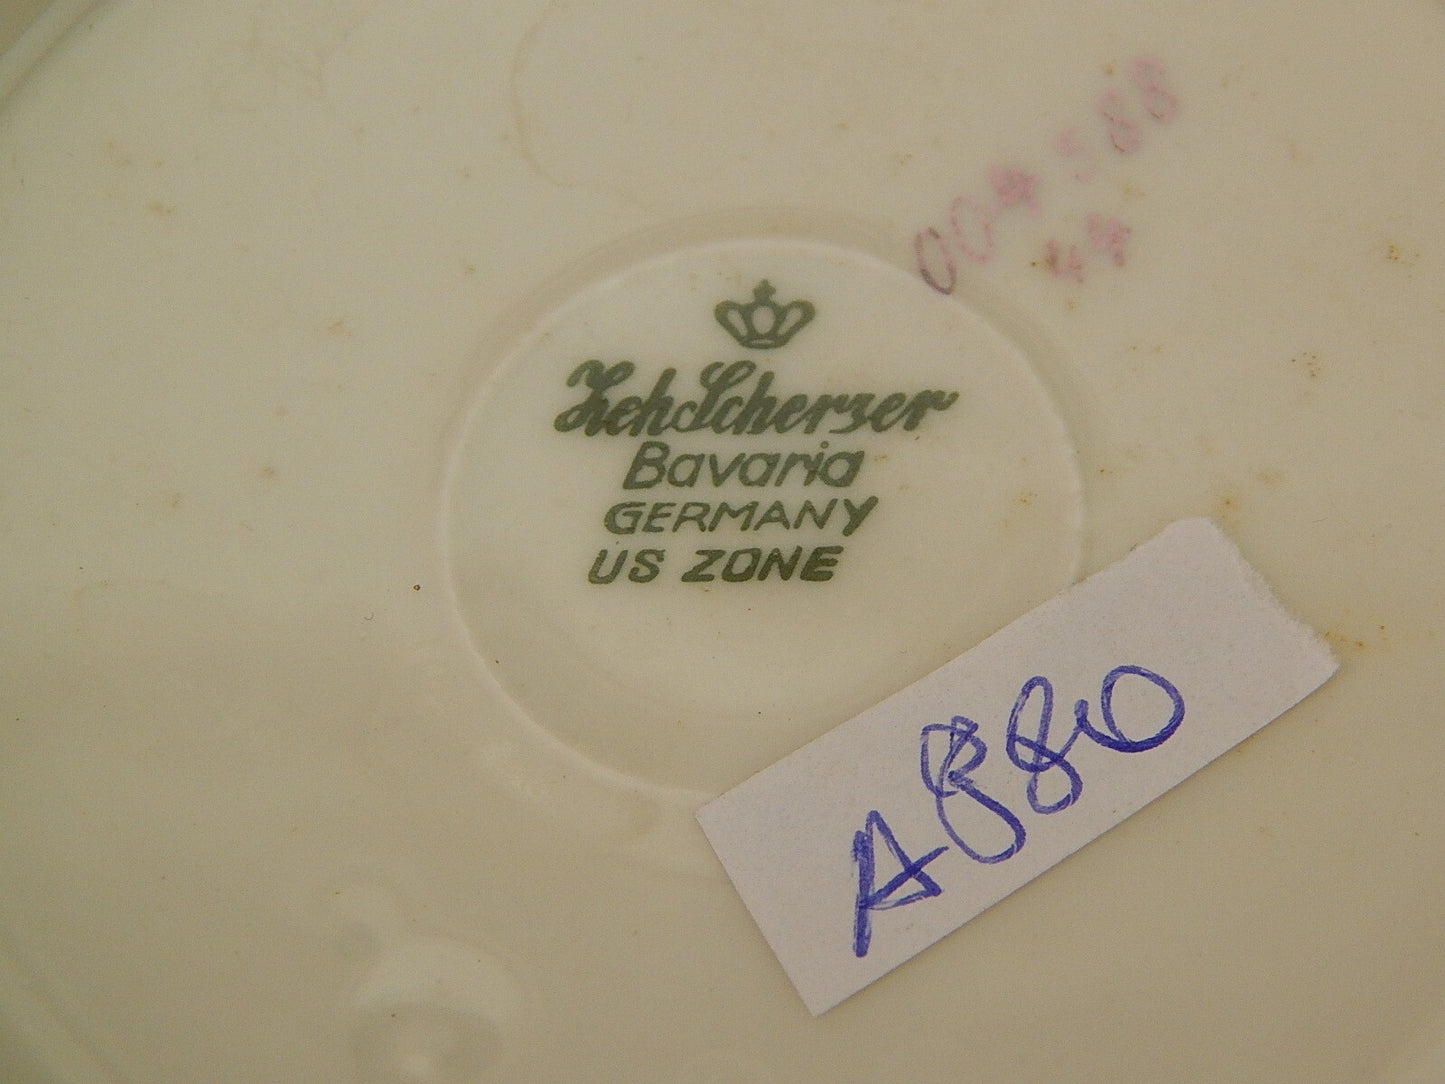 004588
44
ZehScherzer
Bavaria
GERMANY
US ZONE
A880